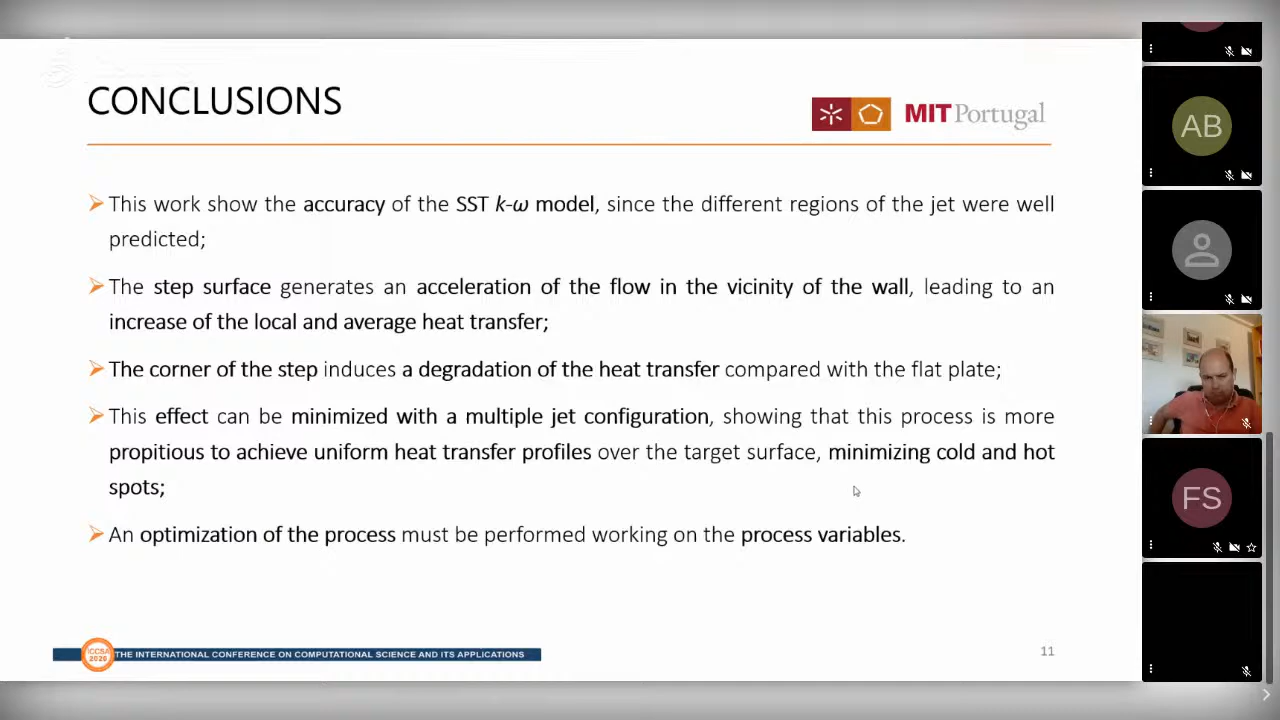 CONCLUSIONS
MIT Portugal
➢ This work show the accuracy of the SST k-ω model, since the different regions of the jet were well
predicted;
➢ The step surface generates an acceleration of the flow in the vicinity of the wall, leading to an
increase of the local and average heat transfer;
➢ The corner of the step induces a degradation of the heat transfer compared with the flat plate;
➢ This effect can be minimized with a multiple jet configuration, showing that this process is more
propitious to achieve uniform heat transfer profiles over the target surface, minimizing cold and hot
spots;
➢ An optimization of the process must be performed working on the process variables.
ICCSA
2020
THE INTERNATIONAL CONFERENCE ON COMPUTATIONAL SCIENCE AND ITS APPLICATIONS
11
AB
FS